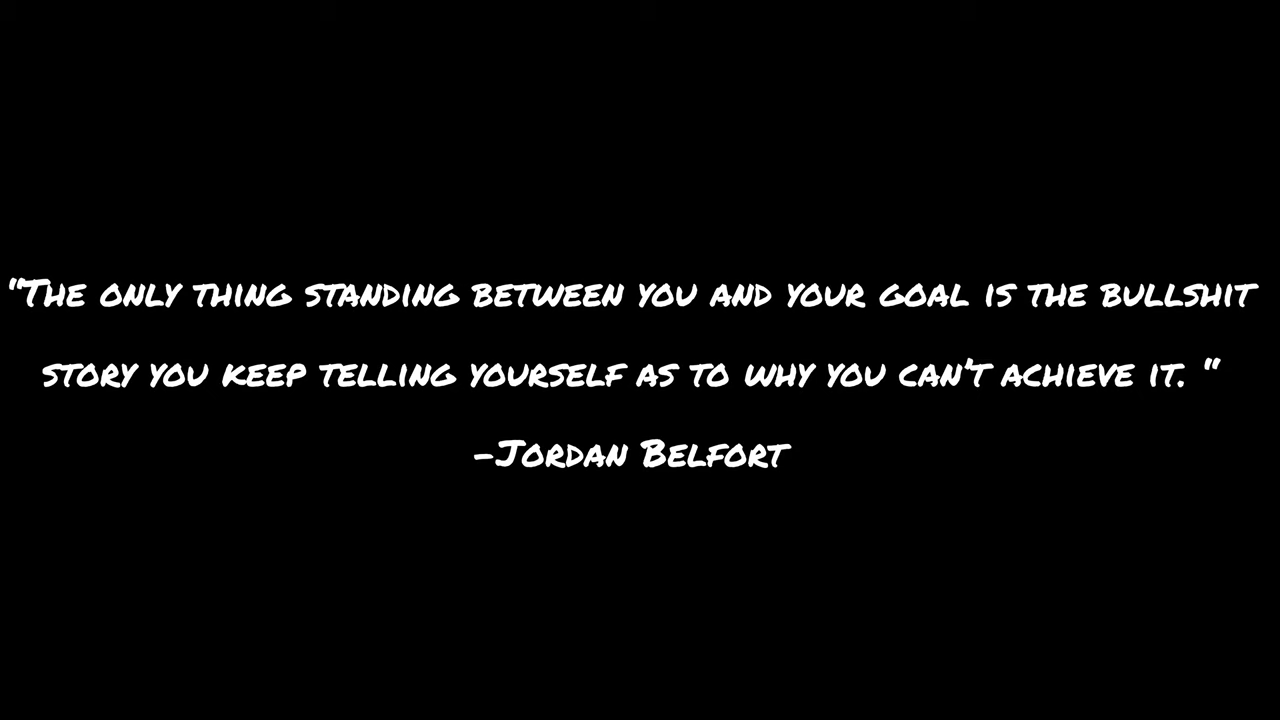 "The only thing standing between you and your goal is the bullshit
story you keep telling yourself as to why you can't achieve it. "
-Jordan Belfort